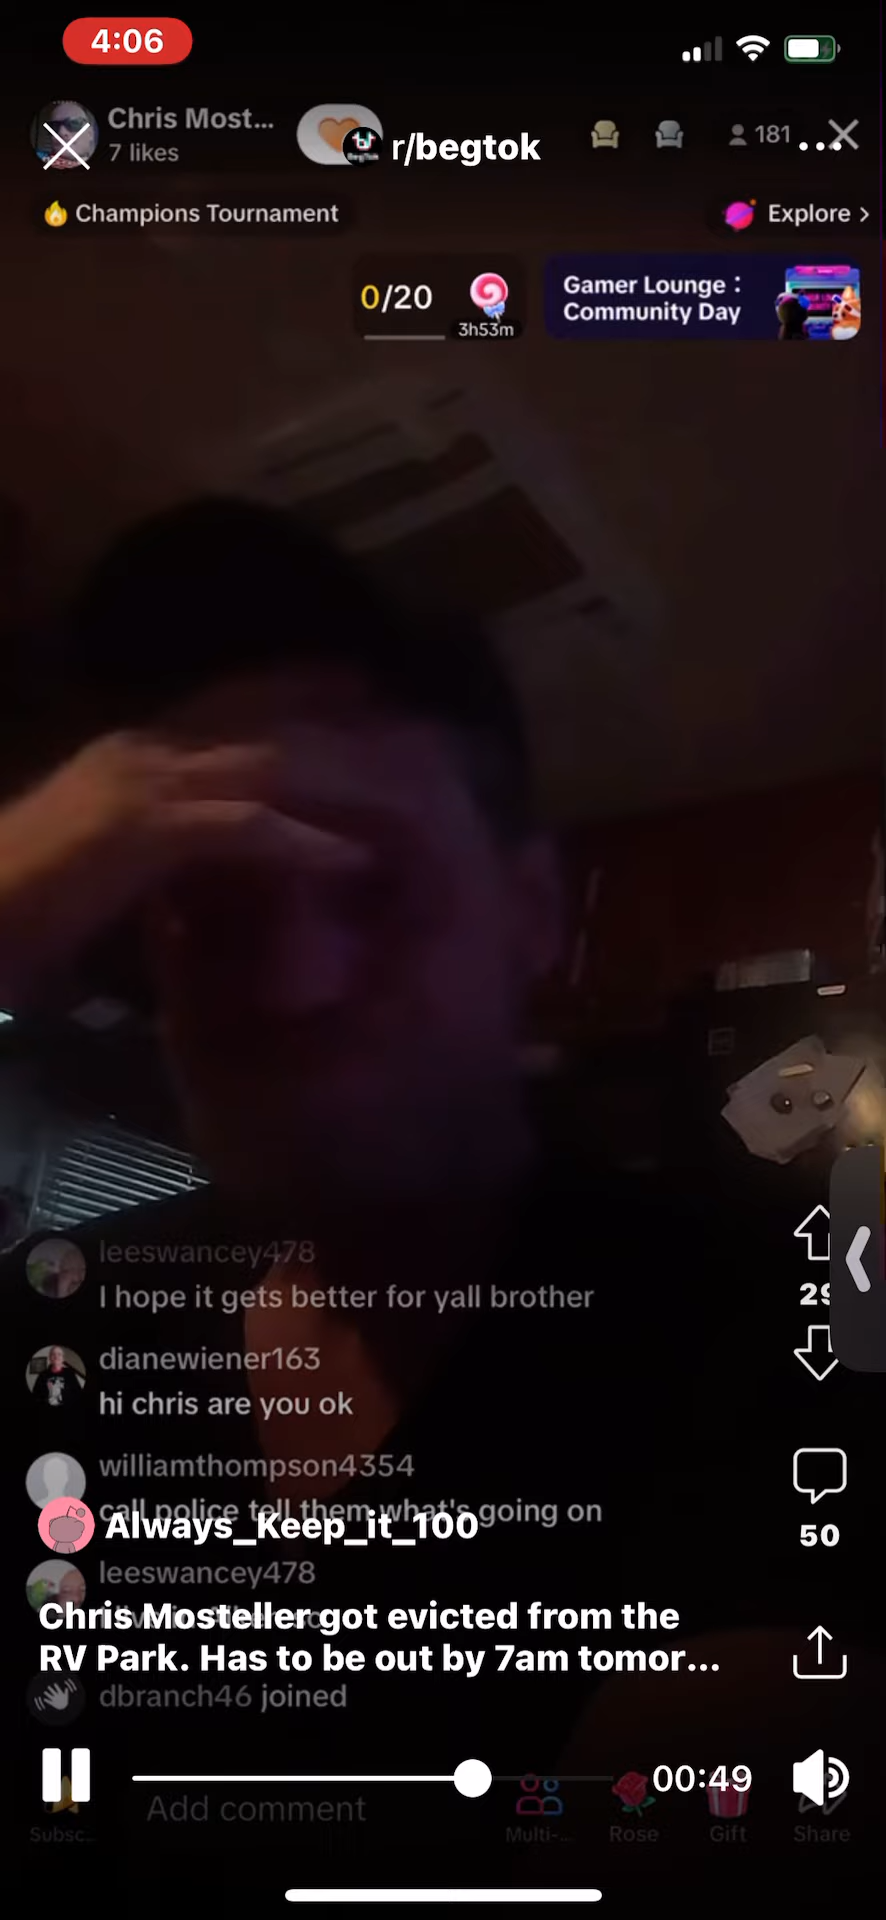 4:06
Chris Most...
7 likes
r/begtok
181
Champions Tournament
Explore >
0/20
3h53m
Gamer Lounge :
Community Day
leeswancey478
I hope it gets better for yall brother
dianewiener163
hi chris are you ok
williamthompson4354
call police tell them what's going on
Always_Keep_it_100
leeswancey478
Chris Mosteller got evicted from the
RV Park. Has to be out by 7am tomor...
dbranch46 joined
50
00:49
Add comment
Subsc...
Multi-...
Rose
Gift
Share